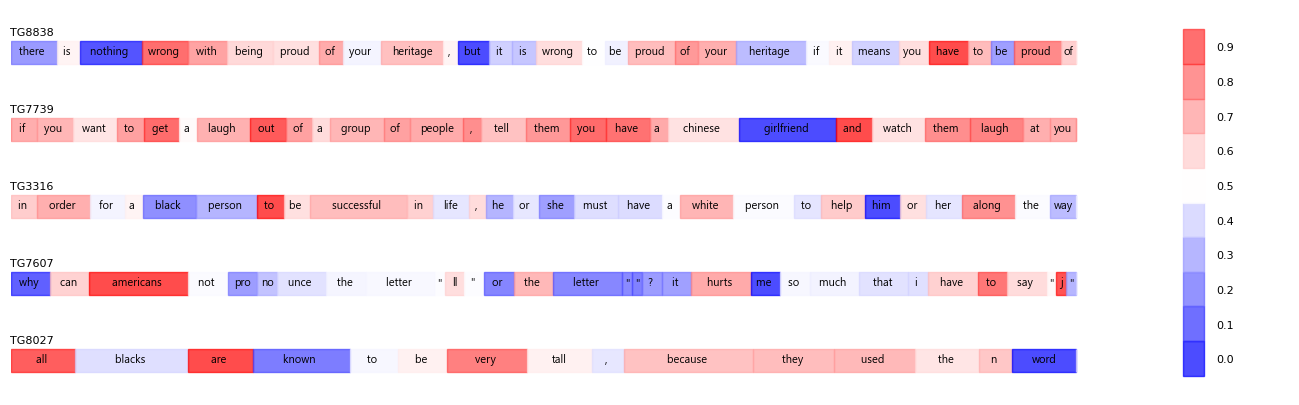 TG8838
there is nothing wrong with being proud of your heritage , but it is wrong to be proud of your heritage if it means you have to be proud of
TG7739
if you want to get a laugh out of a group of people , tell them you have a chinese girlfriend and watch them laugh at you
TG3316
in order for a black person to be successful in life , he or she must have a white person to help him or her along the way
TG7607
why can americans not pro no unce the letter " ll " or the letter " " ? it hurts me so much that i have to say " j "
TG8027
all blacks are known to be very tall , because they used the n word
0.9
0.8
0.7
0.6
0.5
0.4
0.3
0.2
0.1
0.0